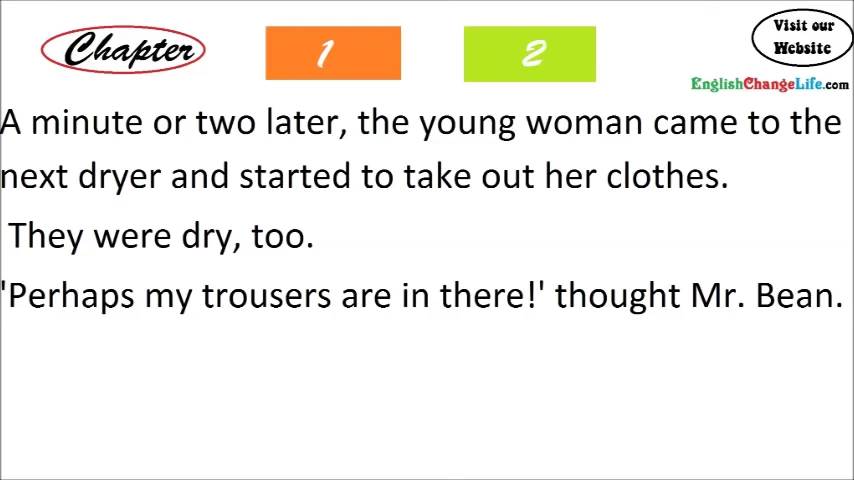 Chapter 1 2 Visit our
Website
EnglishChangeLife.com
A minute or two later, the young woman came to the
next dryer and started to take out her clothes.
They were dry, too.
'Perhaps my trousers are in there!' thought Mr. Bean.